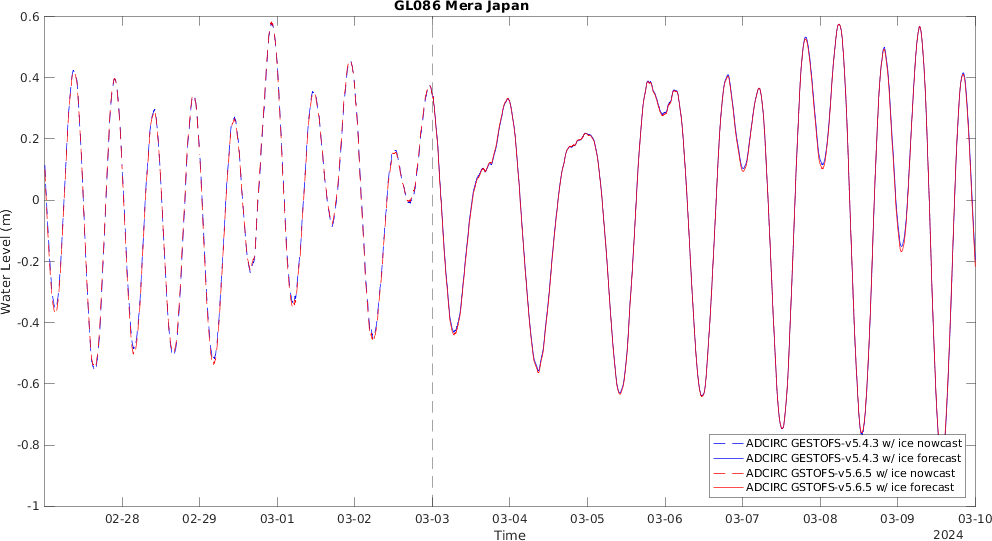 GL086 Mera Japan
0.6
0.4
0.2
0
-0.2
-0.4
-0.6
-0.8
-1
Water Level (m)
ADCIRC GESTOFS-v5.4.3 w/ ice nowcast
ADCIRC GESTOFS-v5.4.3 w/ ice forecast
ADCIRC GSTOFS-v5.6.5 w/ ice nowcast
ADCIRC GSTOFS-v5.6.5 w/ ice forecast
02-28 02-29 03-01 03-02 03-03 03-04 03-05 03-06 03-07 03-08 03-09 03-10
Time
2024